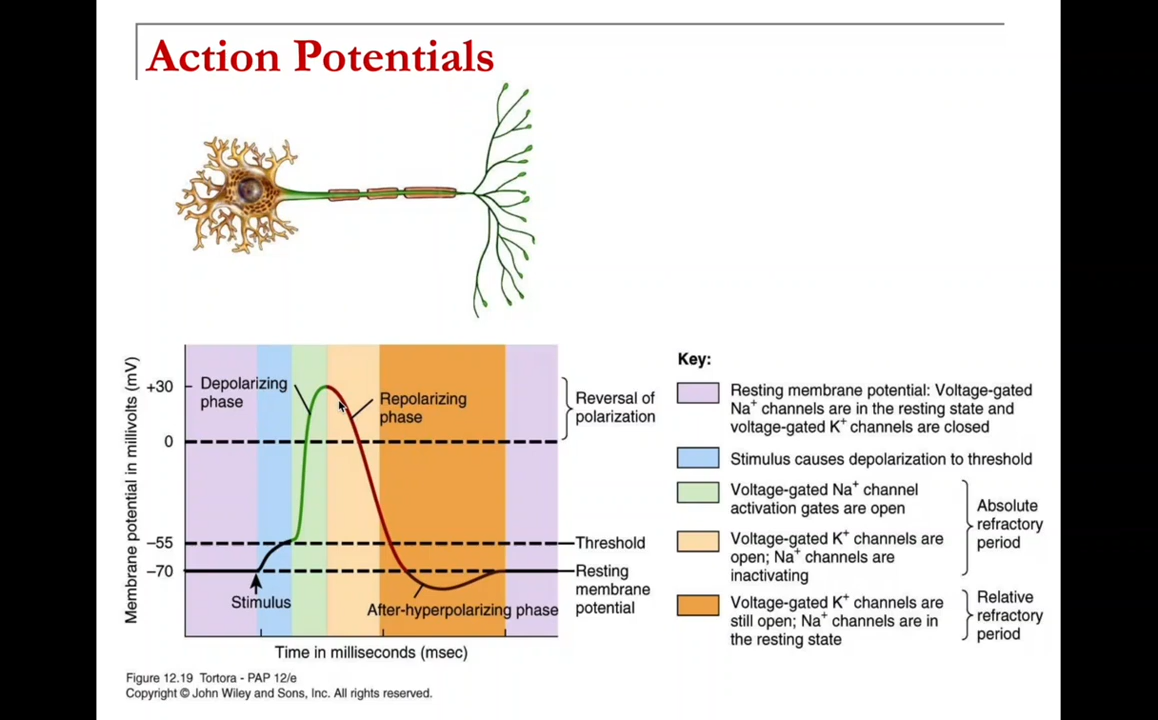 Action Potentials
Membrane potential in millivolts (mV)
+30
0
–55
–70
Depolarizing
phase
Repolarizing
phase
Reversal of
polarization
Threshold
Resting
membrane
potential
Stimulus
After-hyperpolarizing phase
Time in milliseconds (msec)
Key:
Resting membrane potential: Voltage-gated
Na⁺ channels are in the resting state and
voltage-gated K⁺ channels are closed
Stimulus causes depolarization to threshold
Voltage-gated Na⁺ channel
activation gates are open
Voltage-gated K⁺ channels are
open; Na⁺ channels are
inactivating
Absolute
refractory
period
Voltage-gated K⁺ channels are
still open; Na⁺ channels are in
the resting state
Relative
refractory
period
Figure 12.19 Tortora - PAP 12/e
Copyright © John Wiley and Sons, Inc. All rights reserved.